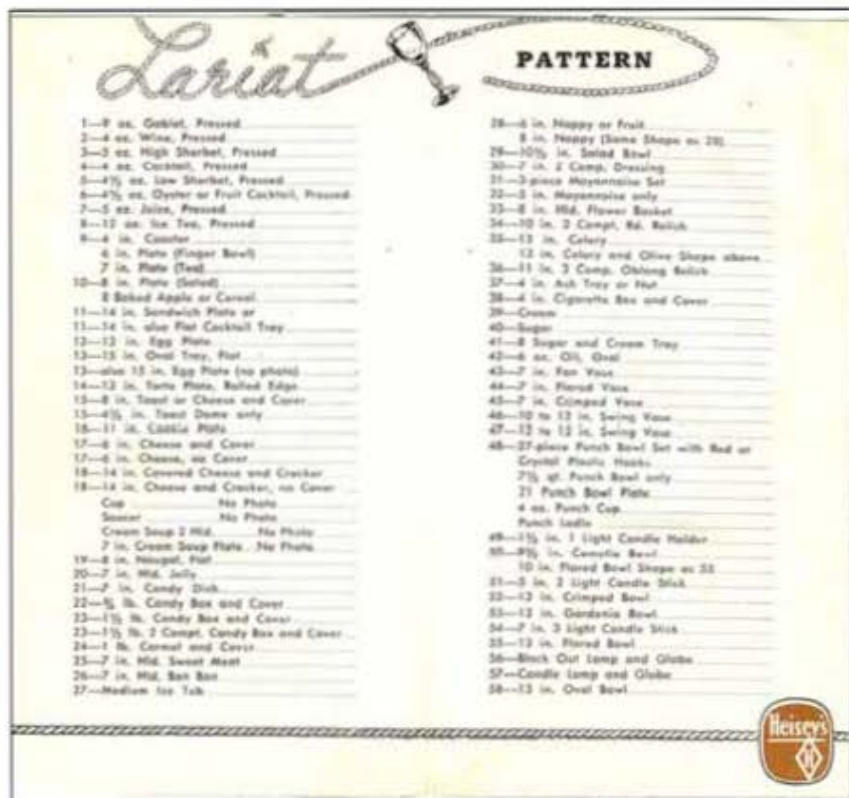 Lariat
PATTERN
1—9 oz. Goblet, Pressed
2—4 oz. Wine, Pressed
3—5 oz. High Sherbet, Pressed
4—4 oz. Cocktail, Pressed
5—4½ oz. Low Sherbet, Pressed
6—4½ oz. Oyster or Fruit Cocktail, Pressed
7—5 oz. Juice, Pressed
8—12 oz. Ice Tea, Pressed
9—4 in. Coaster
6 in. Plate (Finger Bowl)
7 in. Plate (Tea)
10—8 in. Plate (Salad)
8 Baked Apple or Cereal
11—14 in. Sandwich Plate or
11—14 in. also Flat Cocktail Tray
12—12 in. Egg Plate
13—15 in. Oval Tray, Flat
13—also 15 in. Egg Plate (no photo)
14—12 in. Torte Plate, Rolled Edge
15—8 in. Toast or Cheese and Cover
15—4½ in. Toast Dome only
16—11 in. Cookie Plate
17—6 in. Cheese and Cover
17—6 in. Cheese, no Cover
18—14 in. Covered Cheese and Cracker
18—14 in. Cheese and Cracker, no Cover
Cup No Photo
Saucer No Photo
Cream Soup 2 Hld. No Photo
7 in. Cream Soup Plate No Photo
19—8 in. Nougat, Flat
20—7 in. Hld. Jelly
21—7 in. Candy Dish
22—¾ lb. Candy Box and Cover
23—1½ lb. Candy Box and Cover
23—1½ lb. 2 Compt. Candy Box and Cover
24—1 lb. Carmel and Cover
25—7 in. Hld. Sweet Meat
26—7 in. Hld. Bon Bon
27—Medium Ice Tub
28—6 in. Nappy or Fruit
8 in. Nappy (Same Shape as 28)
29—10½ in. Salad Bowl
30—7 in. 2 Comp. Dressing
31—3-piece Mayonnaise Set
32—5 in. Mayonnaise only
33—8 in. Hld. Flower Basket
34—10 in. 3 Compt. Rd. Relish
35—13 in. Celery
12 in. Celery and Olive Shape above
36—11 in. 3 Comp. Oblong Relish
37—4 in. Ash Tray or Nut
38—4 in. Cigarette Box and Cover
39—Cream
40—Sugar
41—8 Sugar and Cream Tray
42—6 oz. Oil, Oval
43—7 in. Fan Vase
44—7 in. Flared Vase
45—7 in. Crimped Vase
46—10 to 12 in. Swing Vase
47—12 to 15 in. Swing Vase
48—27-piece Punch Bowl Set with Red or
Crystal Plastic Hooks
7½ qt. Punch Bowl only
21 Punch Bowl Plate
4 oz. Punch Cup
Punch Ladle
49—1½ in. 1 Light Candle Holder
50—9½ in. Camelia Bowl
10 in. Flared Bowl Shape as 55
51—5 in. 2 Light Candle Stick
52—12 in. Crimped Bowl
53—12 in. Gardenia Bowl
54—7 in. 3 Light Candle Stick
55—12 in. Flared Bowl
56—Black Out Lamp and Globe
57—Candle Lamp and Globe
58—13 in. Oval Bowl
Heisey's
H